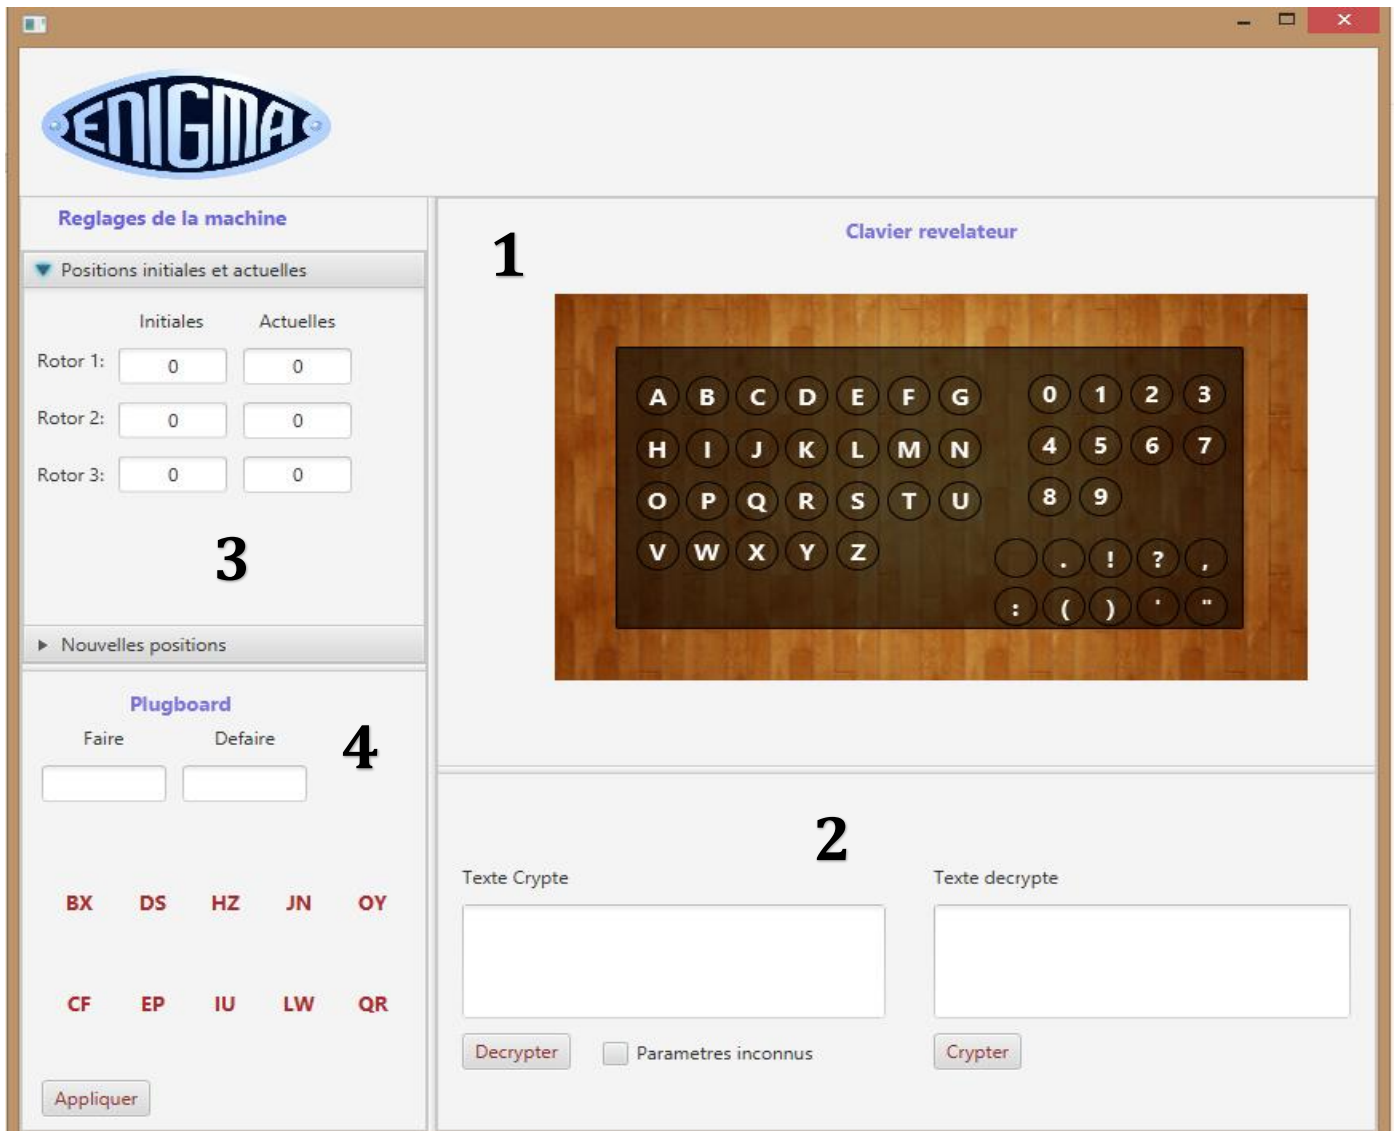 ENIGMA
Reglages de la machine
Positions initiales et actuelles
Initiales Actuelles
Rotor 1: 0 0
Rotor 2: 0 0
Rotor 3: 0 0
3
Nouvelles positions
Plugboard
4
Faire Defaire
BX DS HZ JN OY
CF EP IU LW QR
Appliquer
1
Clavier revelateur
A B C D E F G 0 1 2 3
H I J K L M N 4 5 6 7
O P Q R S T U 8 9
V W X Y Z . ! ? ,
: ( ) ' "
2
Texte Crypte Texte decrypte
Decrypter Parametres inconnus Crypter